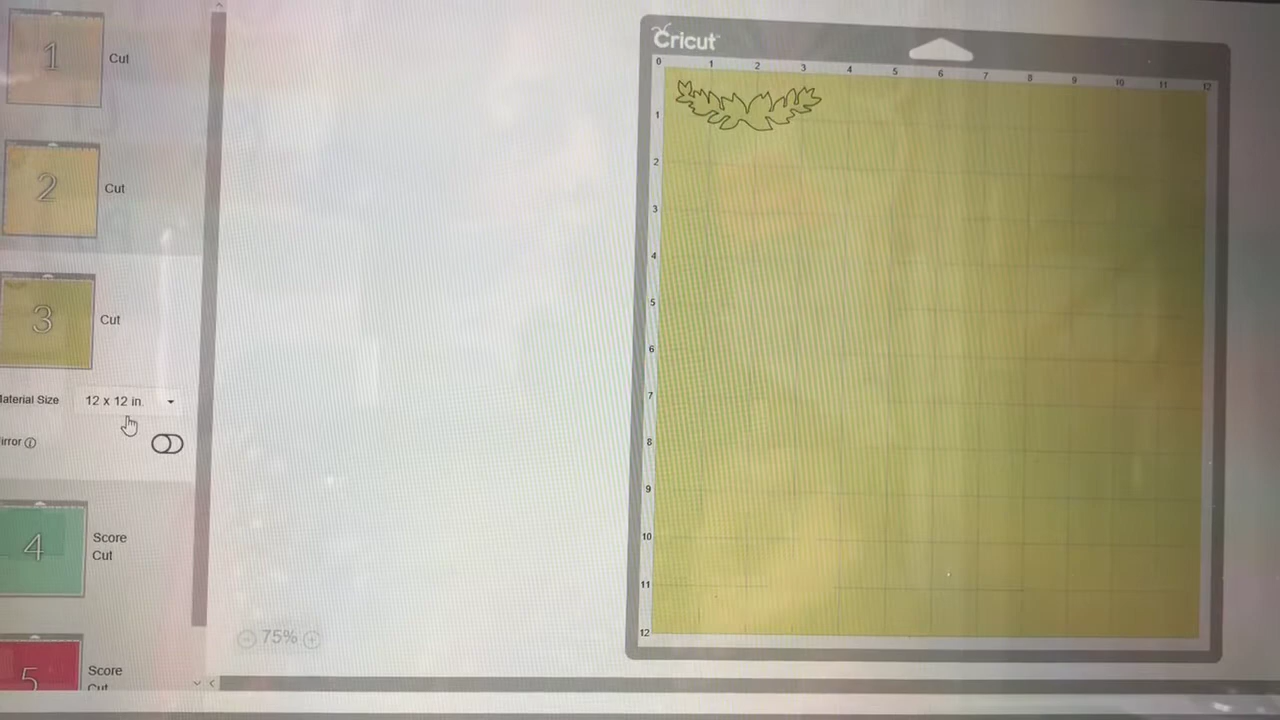 1 Cut
2 Cut
3 Cut
Material Size 12 x 12 in.
irror
4 Score
Cut
5 Score
Cut
75%
Cricut
0 1 2 3 4 5 6 7 8 9 10 11 12
1
2
3
4
5
6
7
8
9
10
11
12